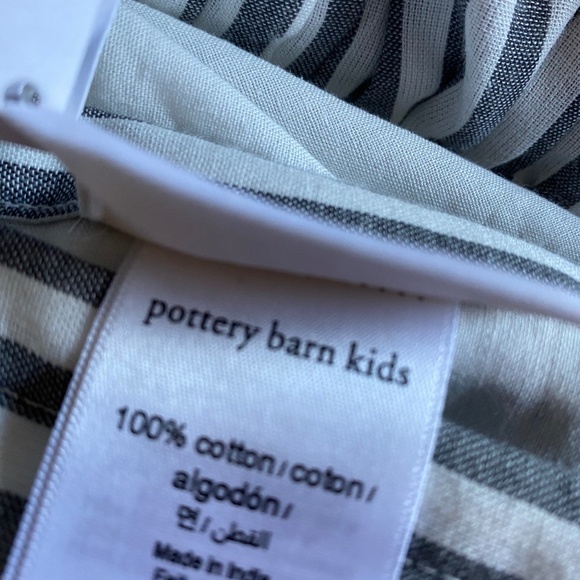 pottery barn kids
100% cotton/coton/
algodón/
면/القطن/
Made in India